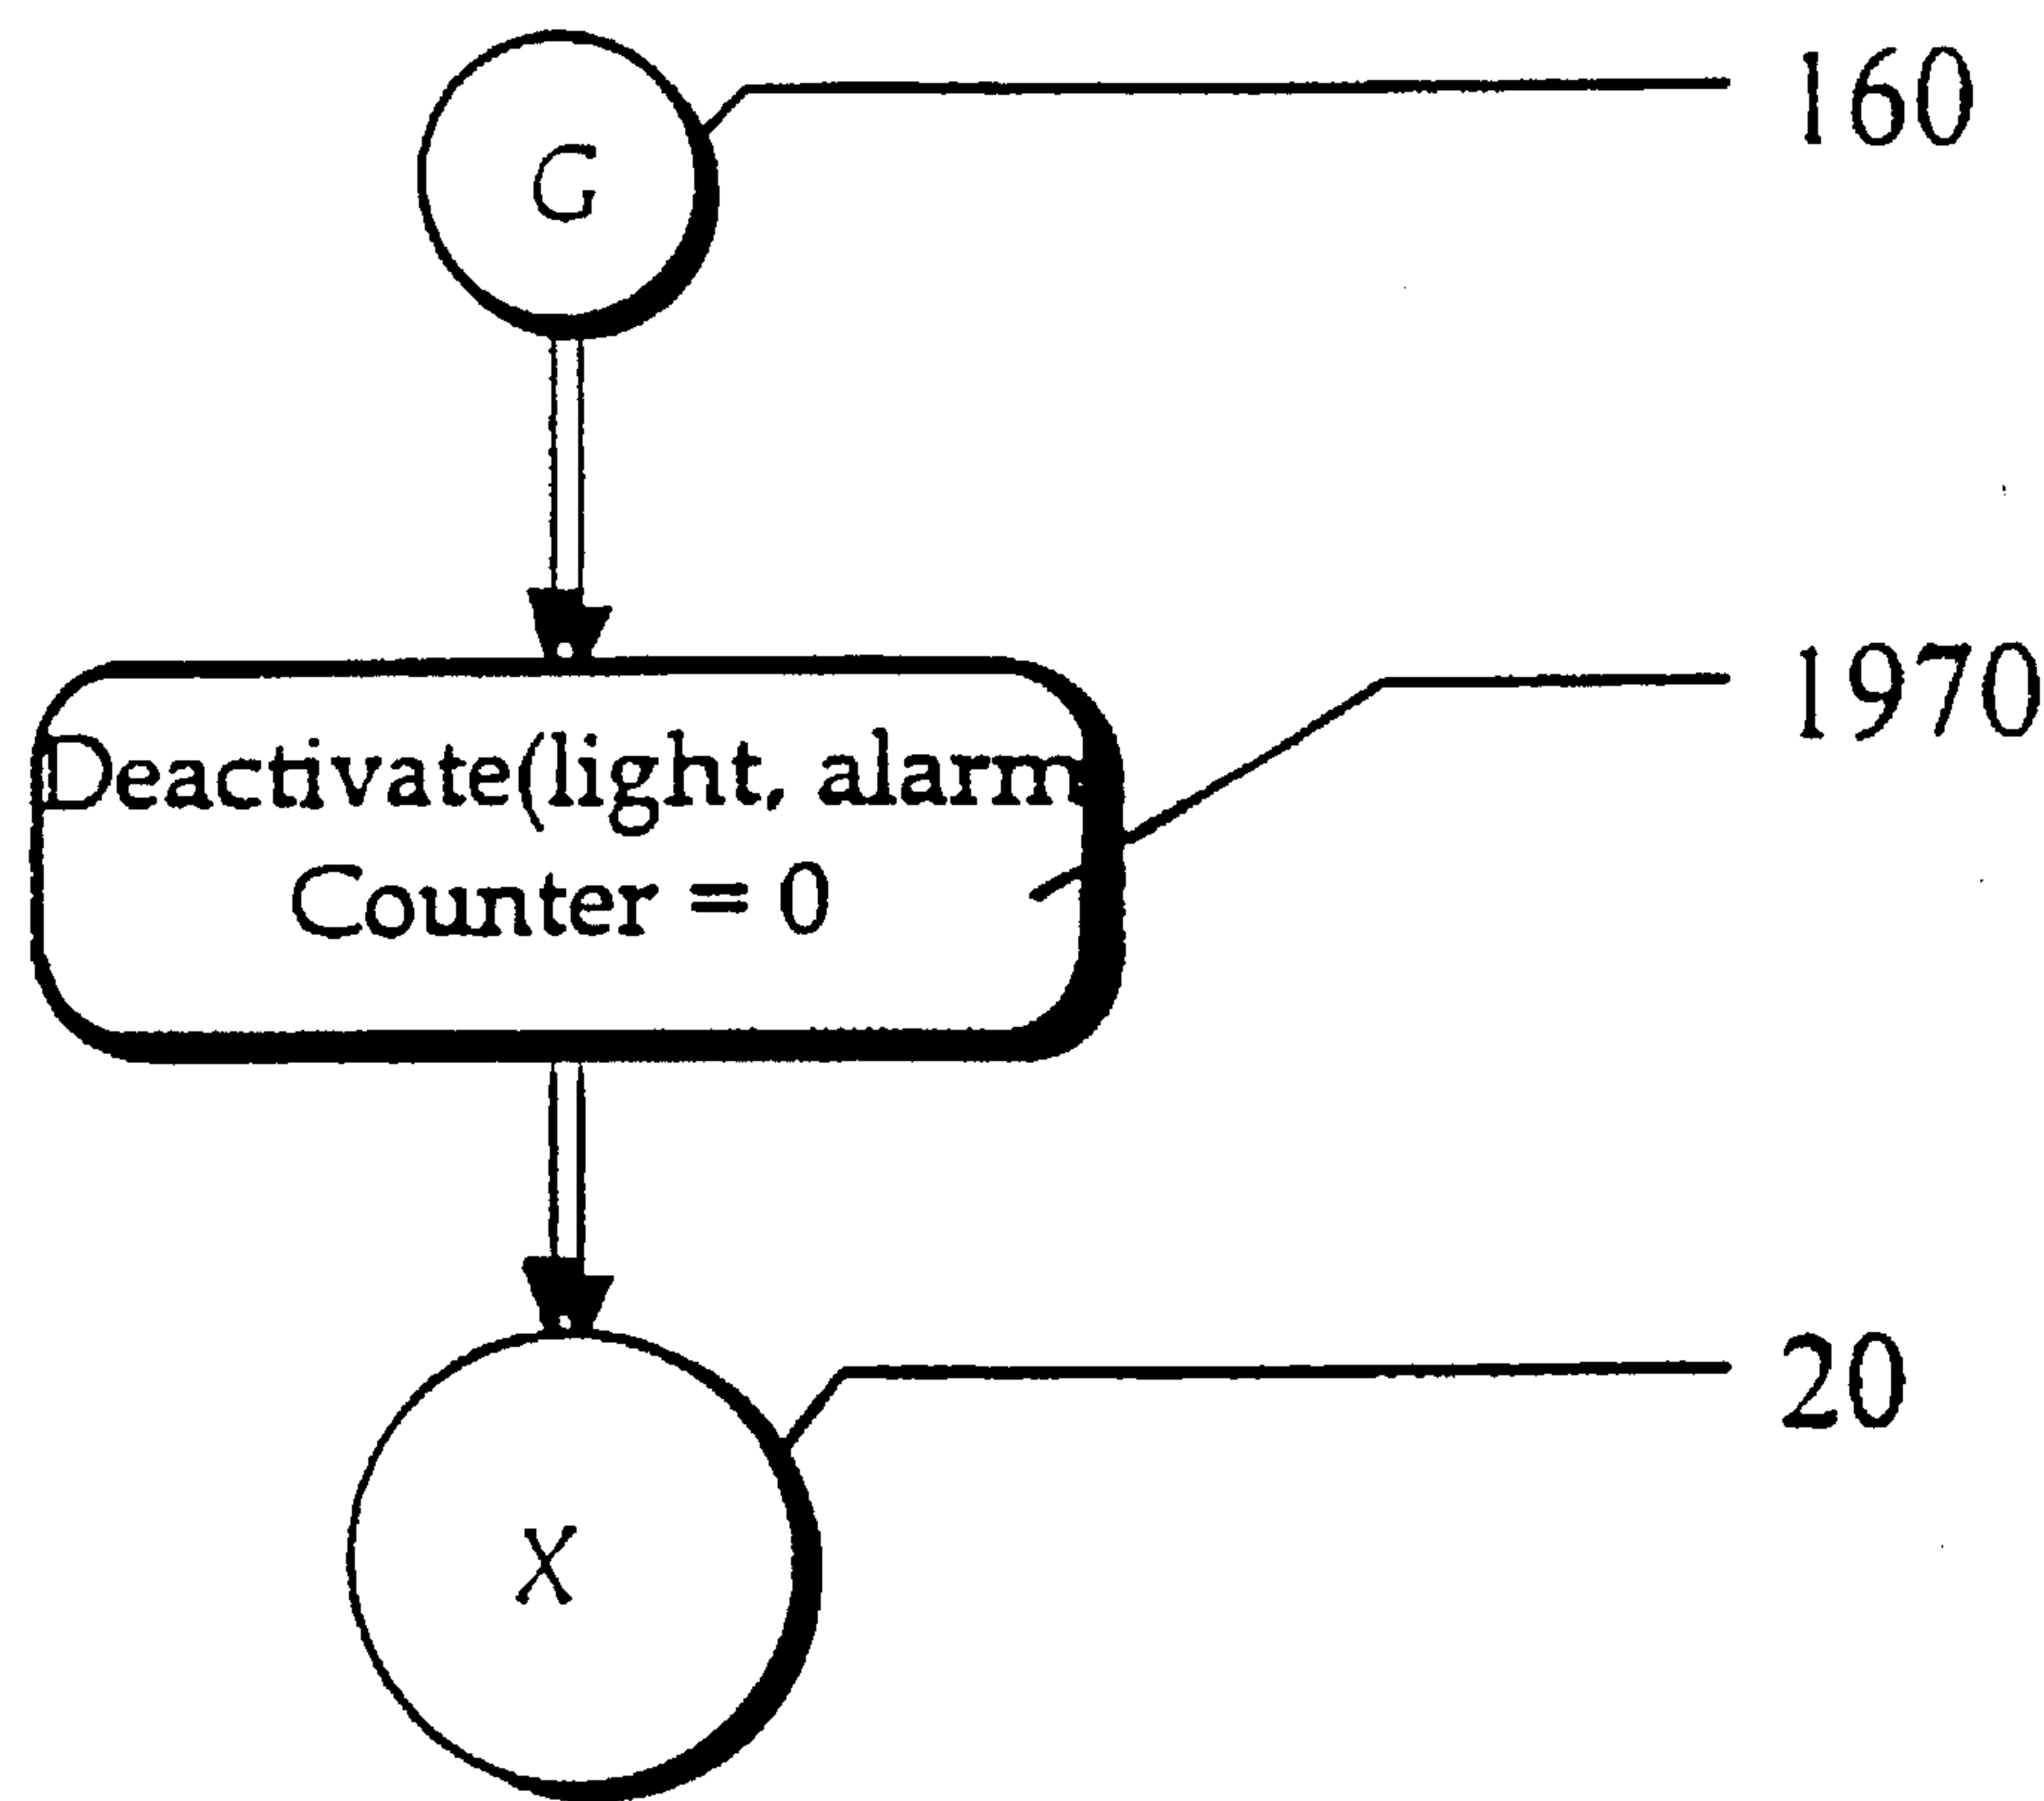 G
160
1970
Deactivate(light, alarm
Counter = 0
20
X